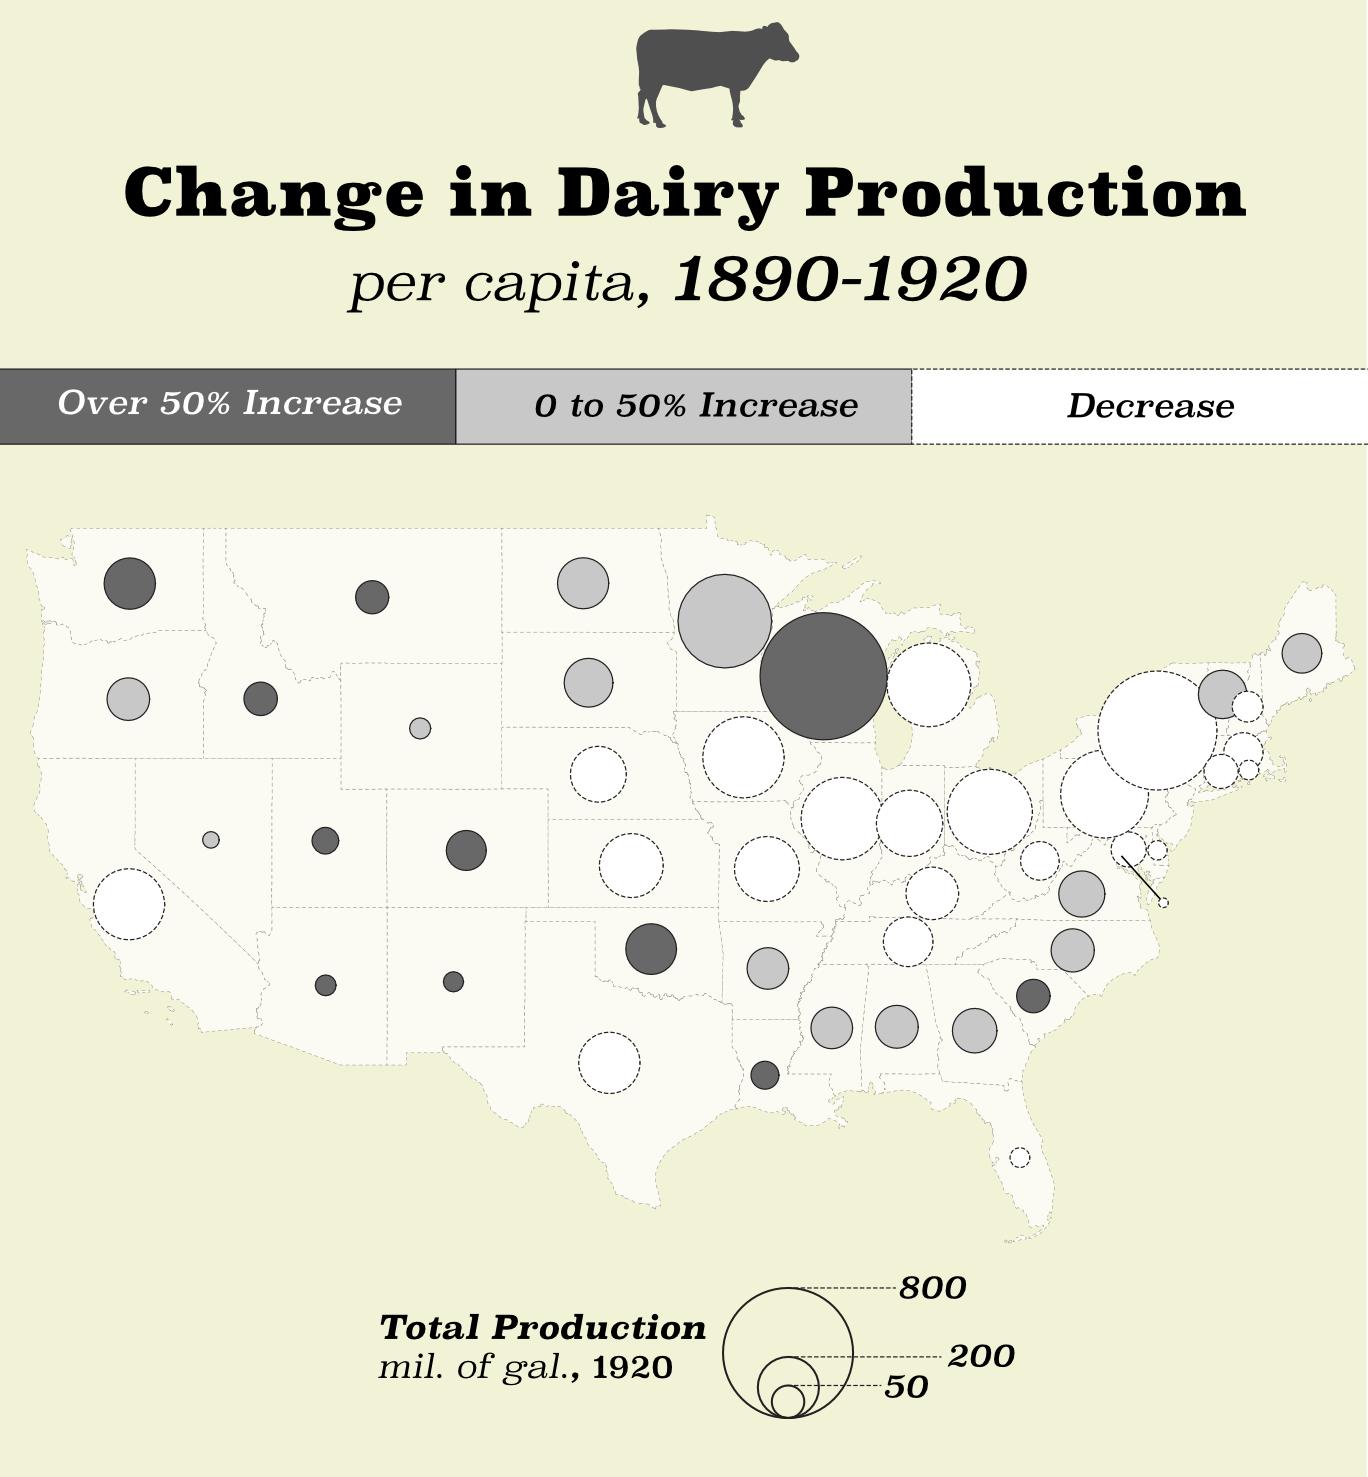 Change in Dairy Production
per capita, 1890-1920
Over 50% Increase
0 to 50% Increase
Decrease
800
Total Production
200
mil. of gal., 1920
50